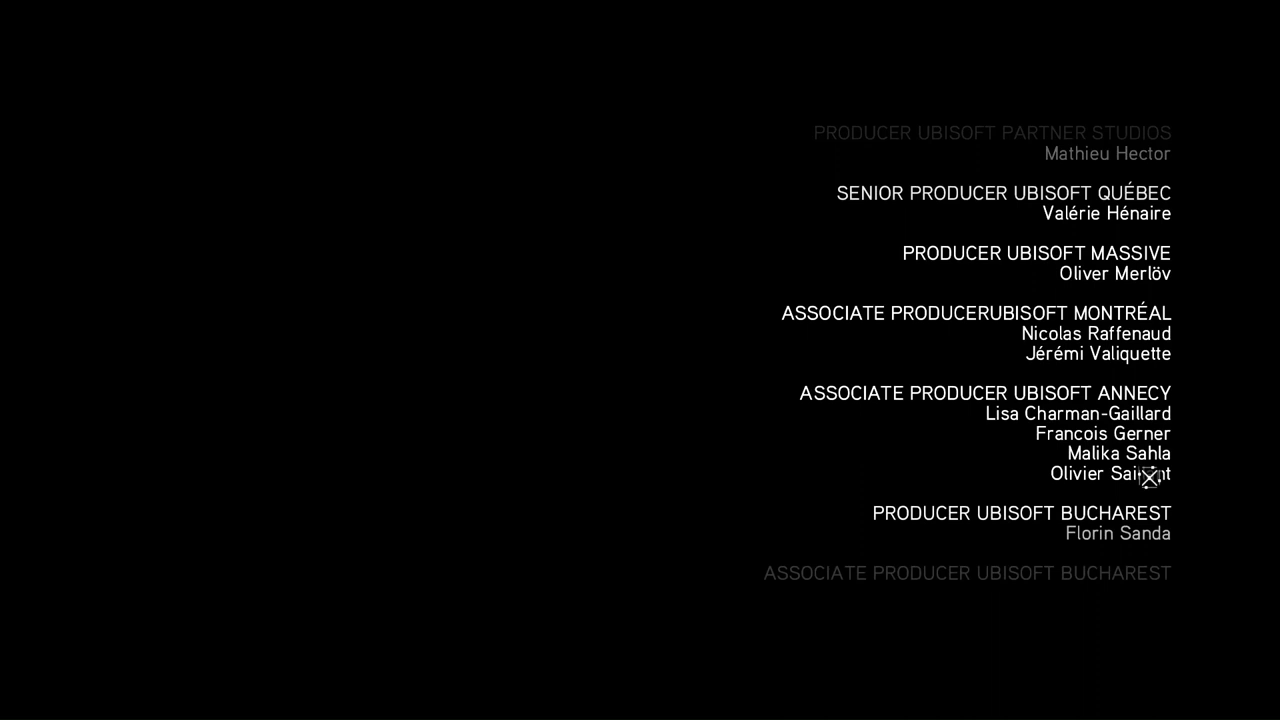 PRODUCER UBISOFT PARTNER STUDIOS
Mathieu Hector
SENIOR PRODUCER UBISOFT QUÉBEC
Valérie Hénaire
PRODUCER UBISOFT MASSIVE
Oliver Merlöv
ASSOCIATE PRODUCERUBISOFT MONTRÉAL
Nicolas Raffenaud
Jérémi Valiquette
ASSOCIATE PRODUCER UBISOFT ANNECY
Lisa Charman-Gaillard
Francois Gerner
Malika Sahla
Olivier
PRODUCER UBISOFT BUCHAREST
Florin Sanda
ASSOCIATE PRODUCER UBISOFT BUCHAREST